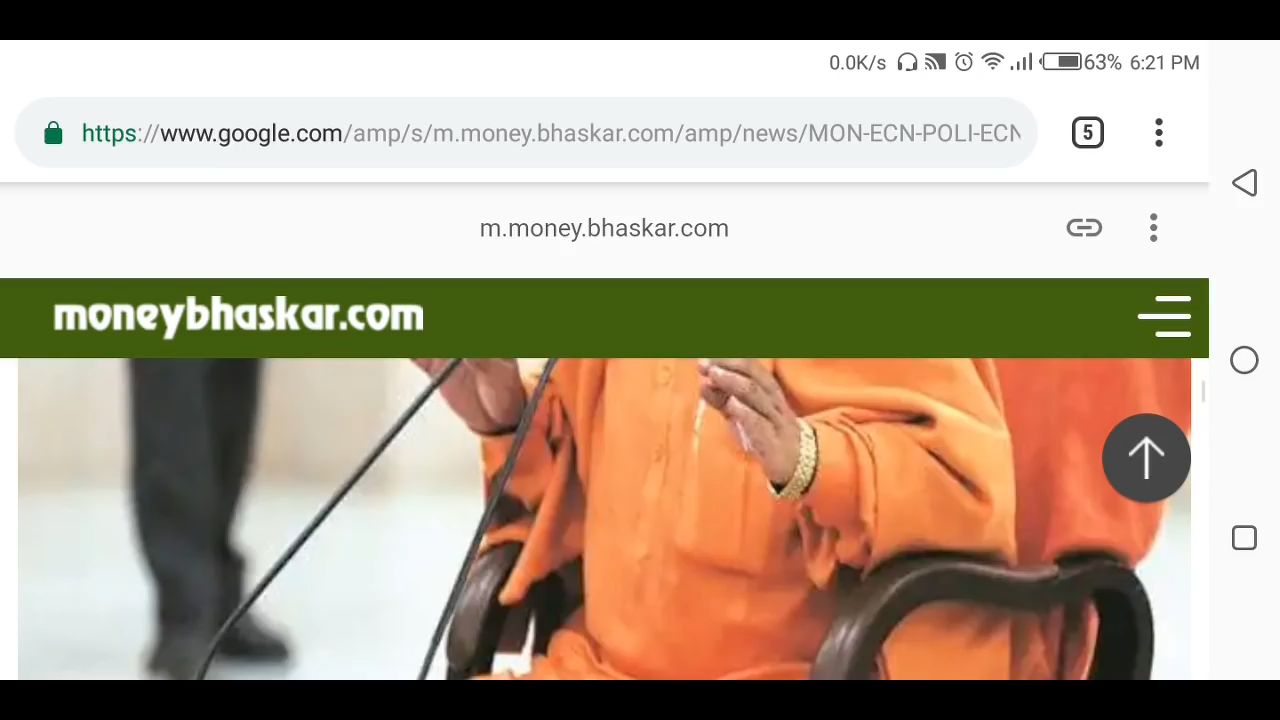 0.0K/s 63% 6:21 PM
https://www.google.com/amp/s/m.money.bhaskar.com/amp/news/MON-ECN-POLI-ECN
5
m.money.bhaskar.com
moneybhaskar.com